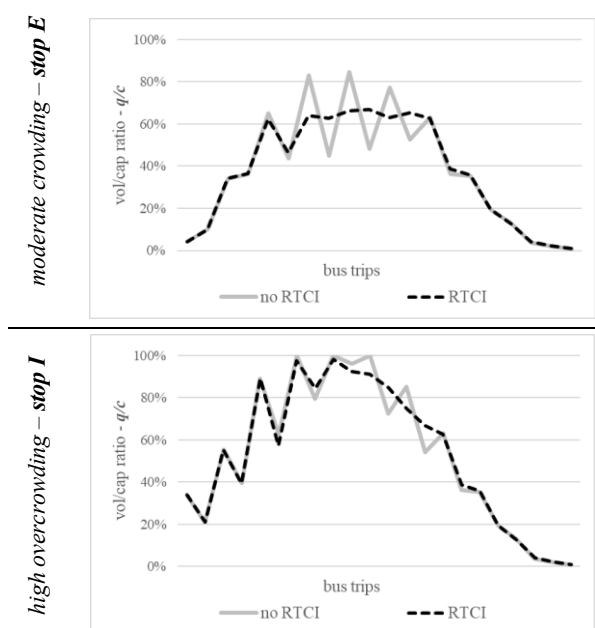 moderate crowding – stop E
vol/cap ratio - q/c
100%
80%
60%
40%
20%
0%
bus trips
no RTCI
RTCI
high overcrowding – stop I
vol/cap ratio - q/c
100%
80%
60%
40%
20%
0%
bus trips
no RTCI
RTCI